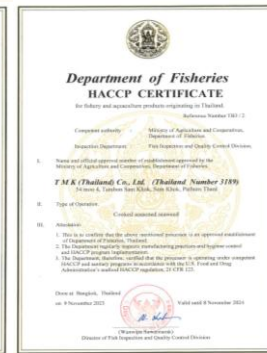 Department of Fisheries
HACCP CERTIFICATE
for fishery and aquaculture products originating in Thailand
Reference Number
Competent authority : Ministry of Agriculture and Cooperatives,
Department of Fisheries.
Inspection Department : Fish Inspection and Quality Control Division.
I. Name and official approval number of establishment approved by the
Ministry of Agriculture and Cooperatives, Department of Fisheries.
T M K (Thailand) Co., Ltd. (Thailand Number 3189)
Sam Khok, Pathum Thani
II. Type of Operation
Cooked seasoned seaweed
III. Attestation
1. This is to confirm that the above mentioned processor is an approved establishment
of Department of Fisheries, Thailand.
2. The Department regularly inspects manufacturing practices and hygiene control
and HACCP program implementation.
3. The Department, therefore, verified that the processor is operating under competent
HACCP and sanitary programs in accordance with the U.S. Food and Drug
Administration's seafood HACCP regulation, 21 CFR 123.
Done at Bangkok, Thailand
on 9 November 2023 Valid until 8 November 2024
Director of Fish Inspection and Quality Control Division